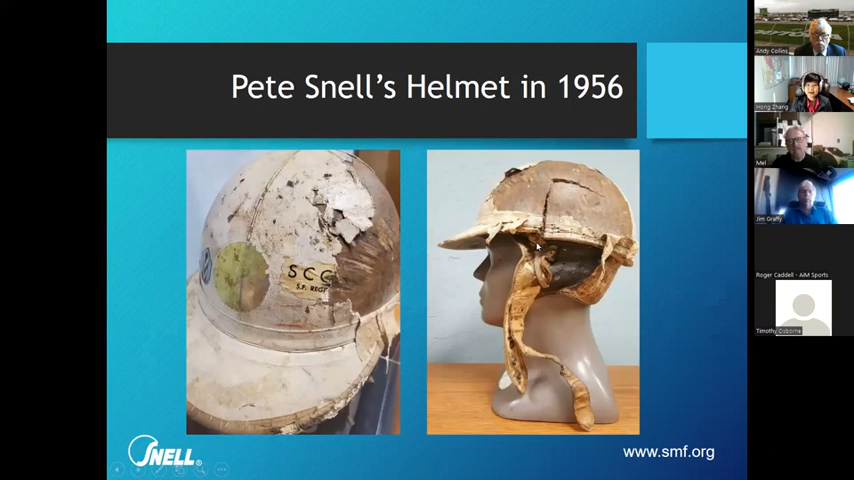 Pete Snell's Helmet in 1956
SCC
S.F. REGI
SNELL®
www.smf.org
Andy Collins
Hong Zhang
Mel
Jim Graffy
Roger Caddell - AiM Sports
Timothy Osborne